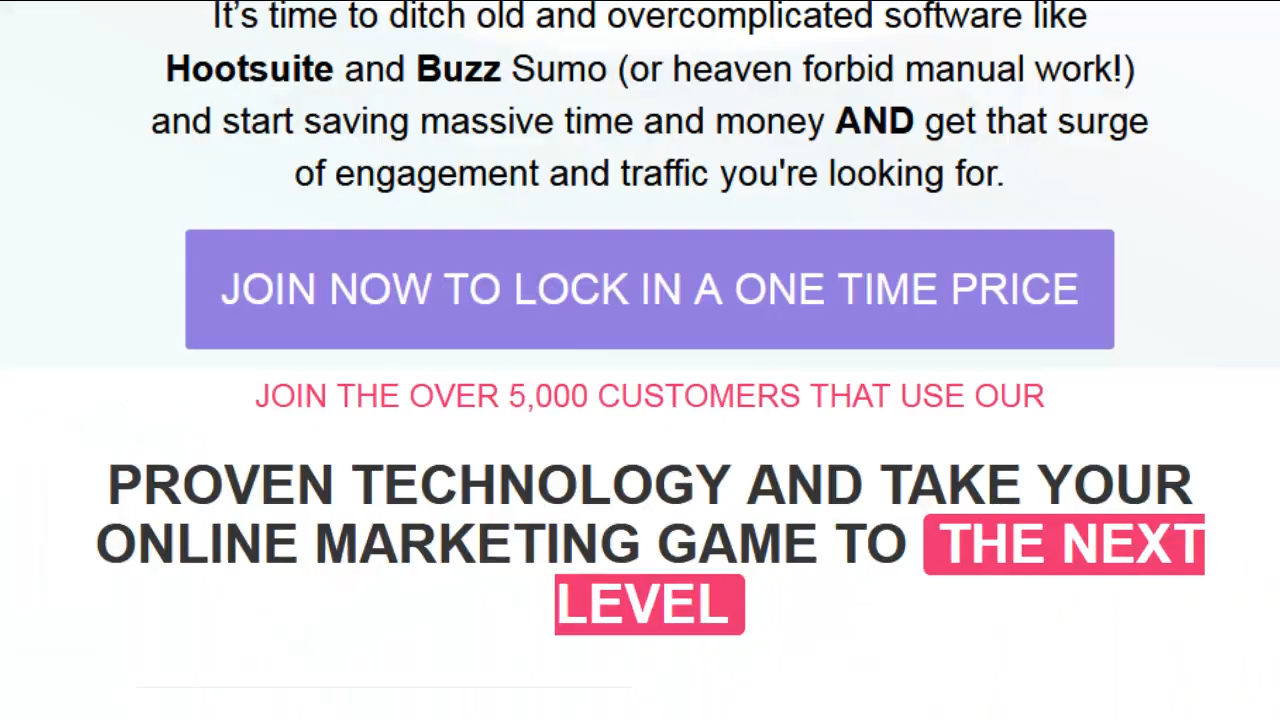 It’s time to ditch old and overcomplicated software like
Hootsuite and Buzz Sumo (or heaven forbid manual work!)
and start saving massive time and money AND get that surge
of engagement and traffic you're looking for.
JOIN NOW TO LOCK IN A ONE TIME PRICE
JOIN THE OVER 5,000 CUSTOMERS THAT USE OUR
PROVEN TECHNOLOGY AND TAKE YOUR
ONLINE MARKETING GAME TO THE NEXT
LEVEL